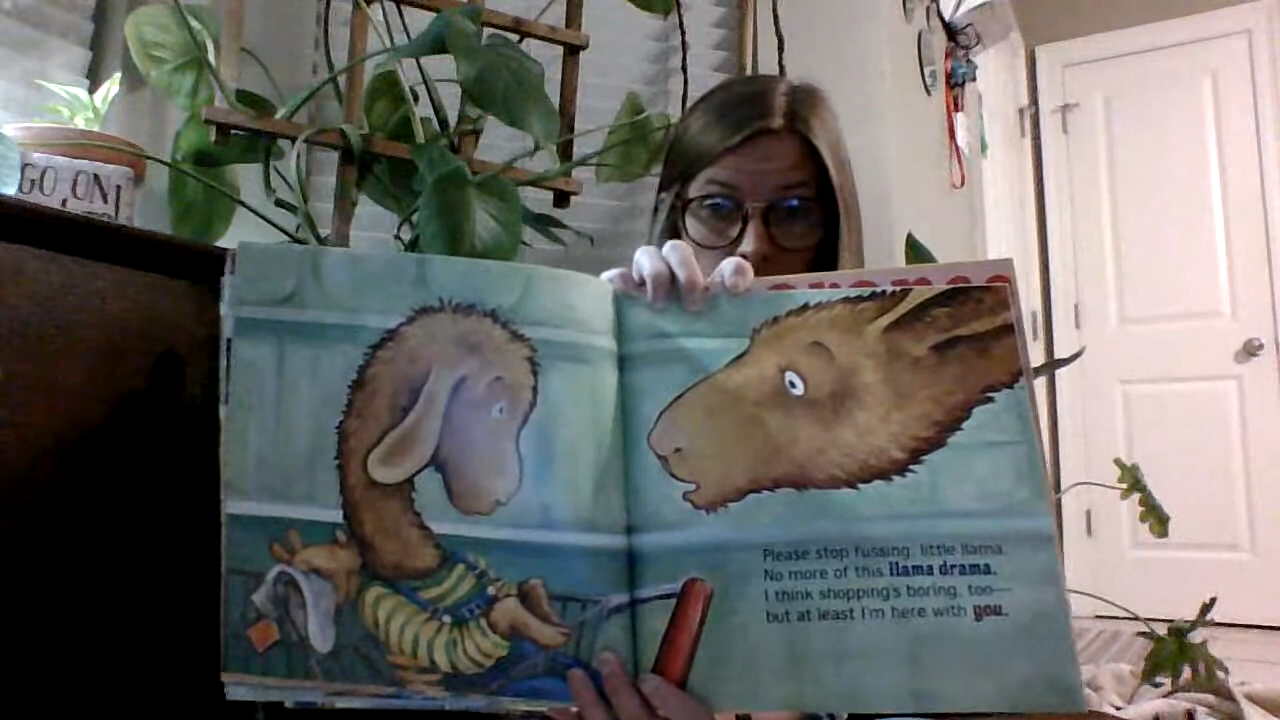 GO ON!
Please stop fussing, little llama.
No more of this llama drama.
I think shopping's boring, too—
but at least I'm here with you.